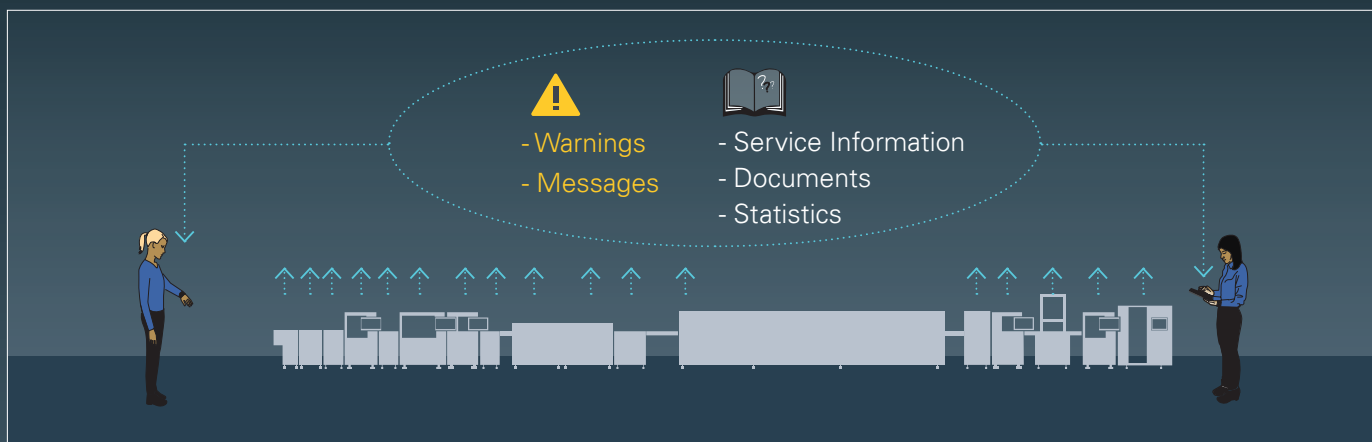 - Warnings
- Messages
- Service Information
- Documents
- Statistics